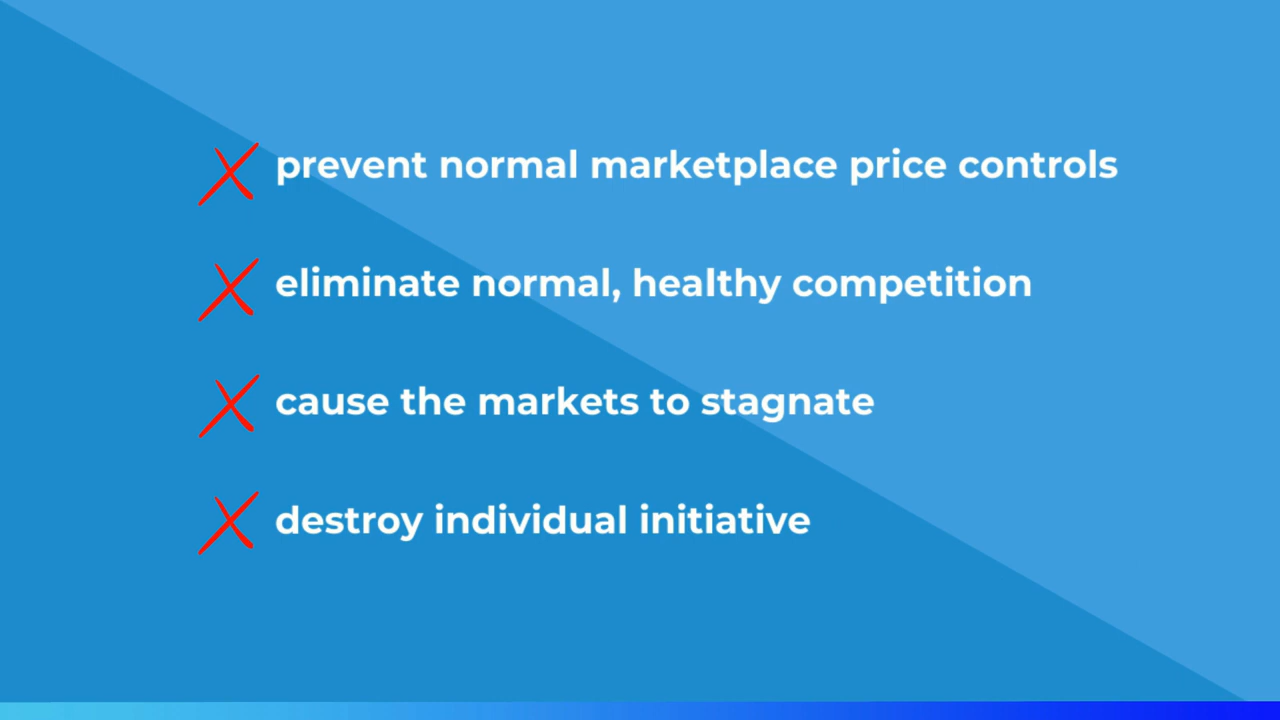 prevent normal marketplace price controls
eliminate normal, healthy competition
cause the markets to stagnate
destroy individual initiative